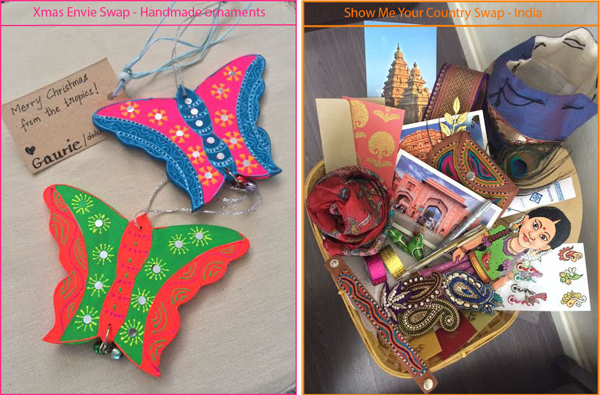 Xmas Envie Swap - Handmade ornaments
Show Me Your Country Swap - India
Merry Christmas
from the tropics!
♥
Gaurie